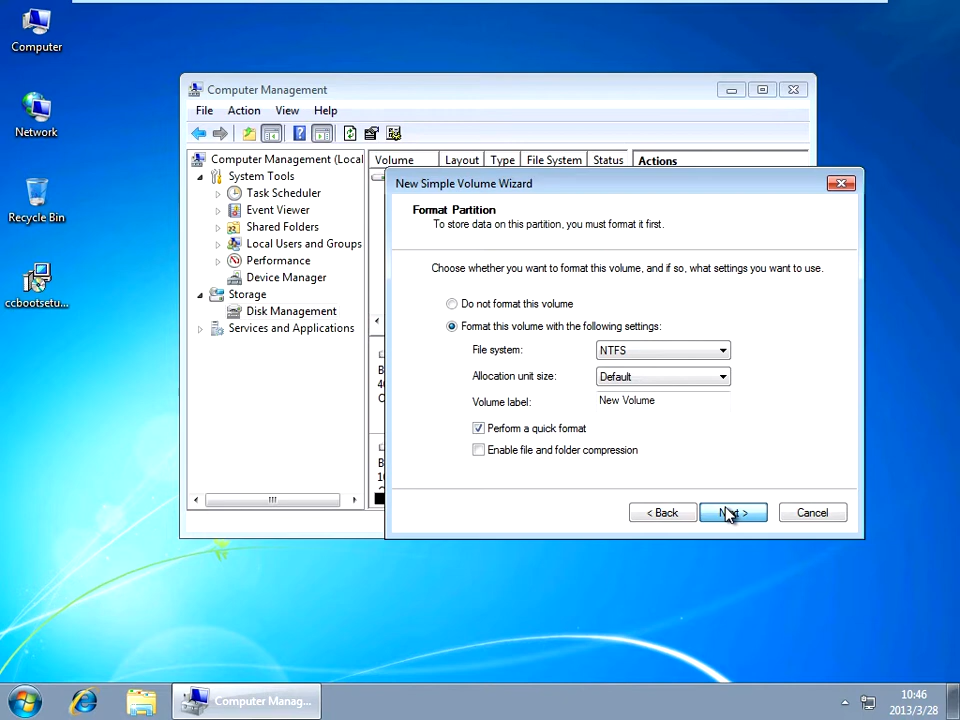 Computer
Network
Recycle Bin
ccbootsetu...
Computer Management
File Action View Help
Computer Management (Local
System Tools
Task Scheduler
Event Viewer
Shared Folders
Local Users and Groups
Performance
Device Manager
Storage
Disk Management
Services and Applications
Volume Layout Type File System Status Actions
New Simple Volume Wizard
Format Partition
To store data on this partition, you must format it first.
Choose whether you want to format this volume, and if so, what settings you want to use.
Do not format this volume
Format this volume with the following settings:
File system: NTFS
Allocation unit size: Default
Volume label: New Volume
Perform a quick format
Enable file and folder compression
< Back Next > Cancel
Computer Manag...
10:46
2013/3/28